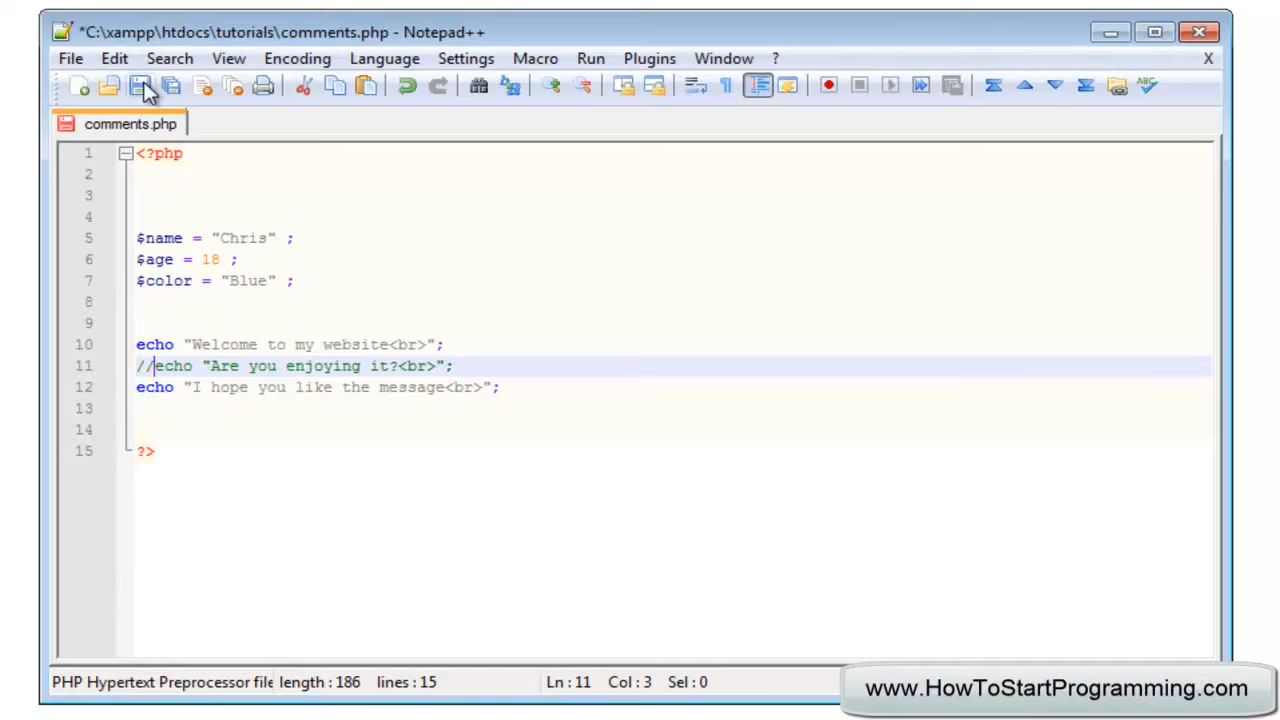 *C:\xampp\htdocs\tutorials\comments.php - Notepad++
File Edit Search View Encoding Language Settings Macro Run Plugins Window ? X
comments.php
1 <?php
2
3
4
5 $name = "Chris" ;
6 $age = 18 ;
7 $color = "Blue" ;
8
9
10 echo "Welcome to my website<br>";
11 //echo "Are you enjoying it?<br>";
12 echo "I hope you like the message<br>";
13
14
15 ?>
PHP Hypertext Preprocessor file length : 186 lines : 15 Ln : 11 Col : 3 Sel : 0
www.HowToStartProgramming.com